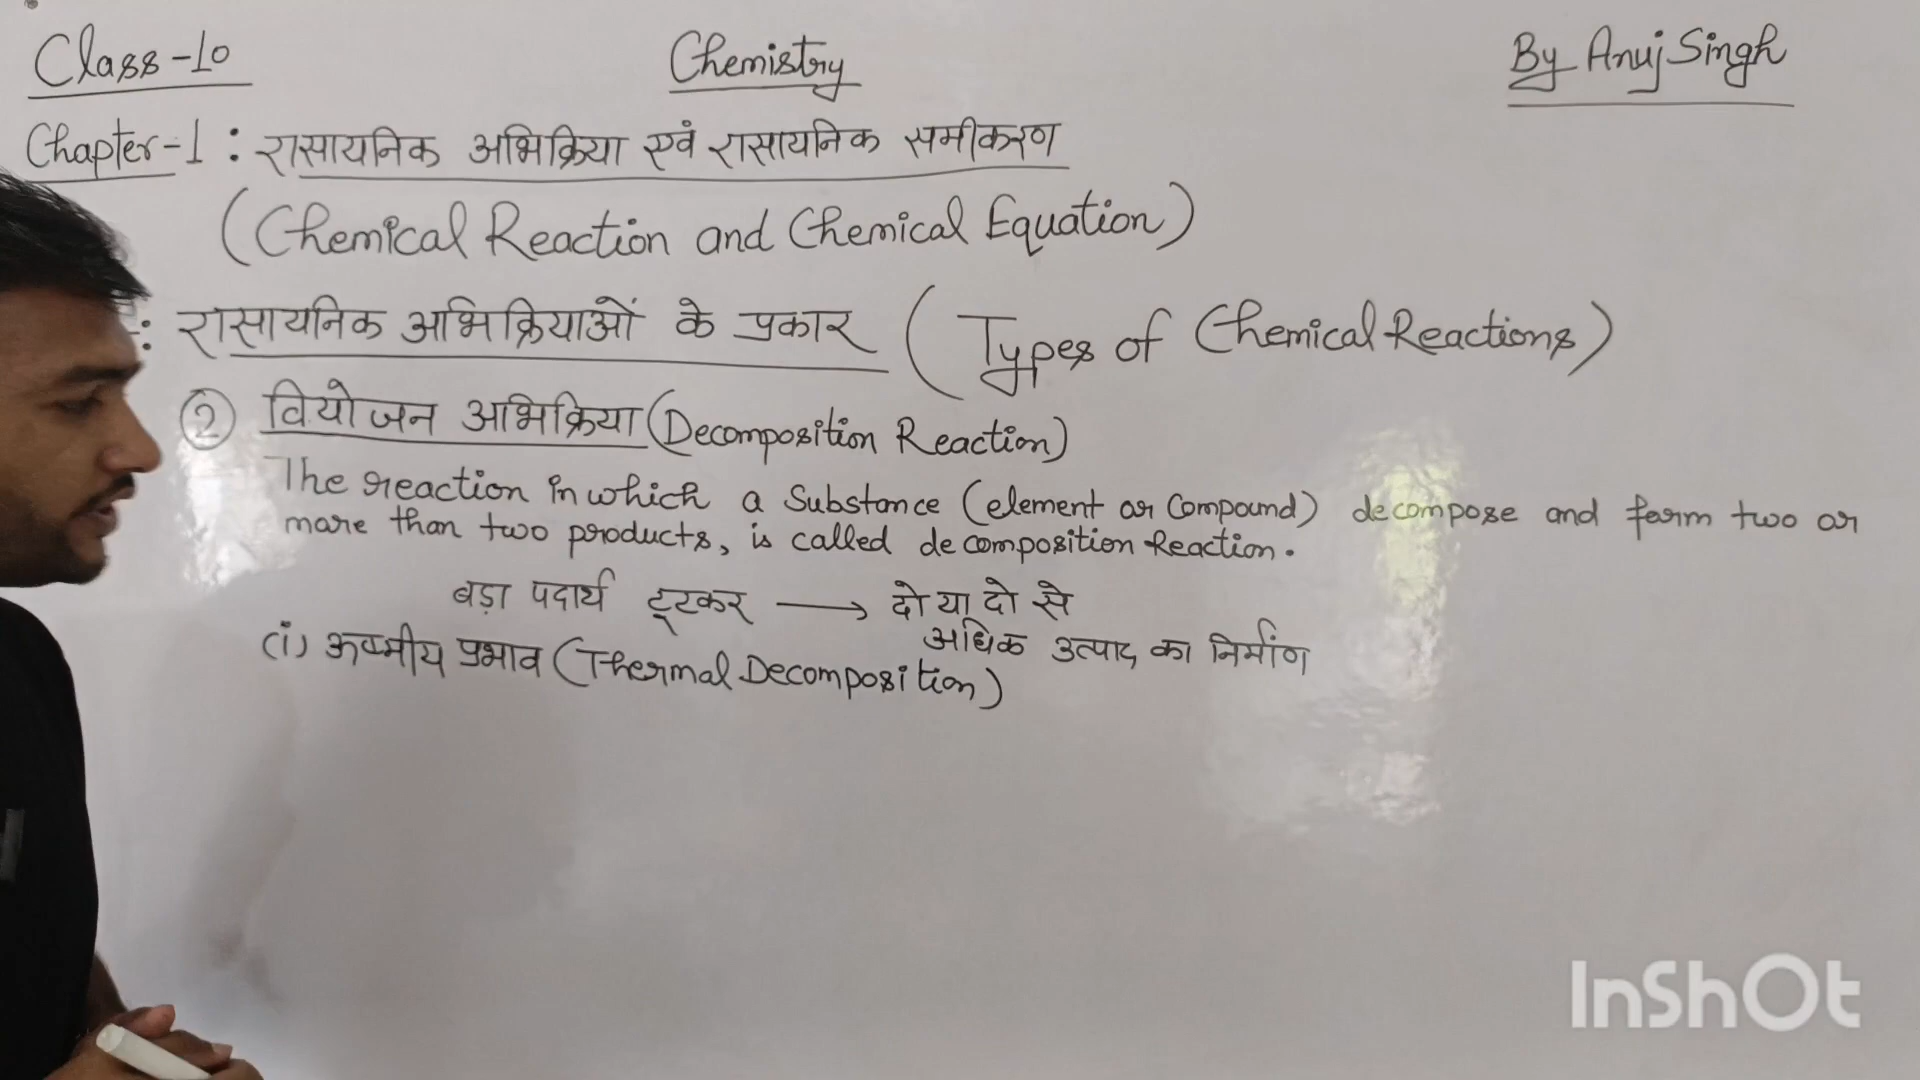 Class-10
Chemistry
By Anuj Singh
Chapter-1 : रासायनिक अभिक्रिया एवं रासायनिक समीकरण
(Chemical Reaction and Chemical Equation)
: रासायनिक अभिक्रियाओं के प्रकार (Types of Chemical Reactions)
② वियोजन अभिक्रिया (Decomposition Reaction)
The reaction in which a Substance (element or Compound) decompose and form two or
more than two products, is called decomposition Reaction.
बड़ा पदार्थ टूटकर → दो या दो से
अधिक उत्पाद का निर्माण
(i) ऊष्मीय प्रभाव (Thermal Decomposition)
InShOt